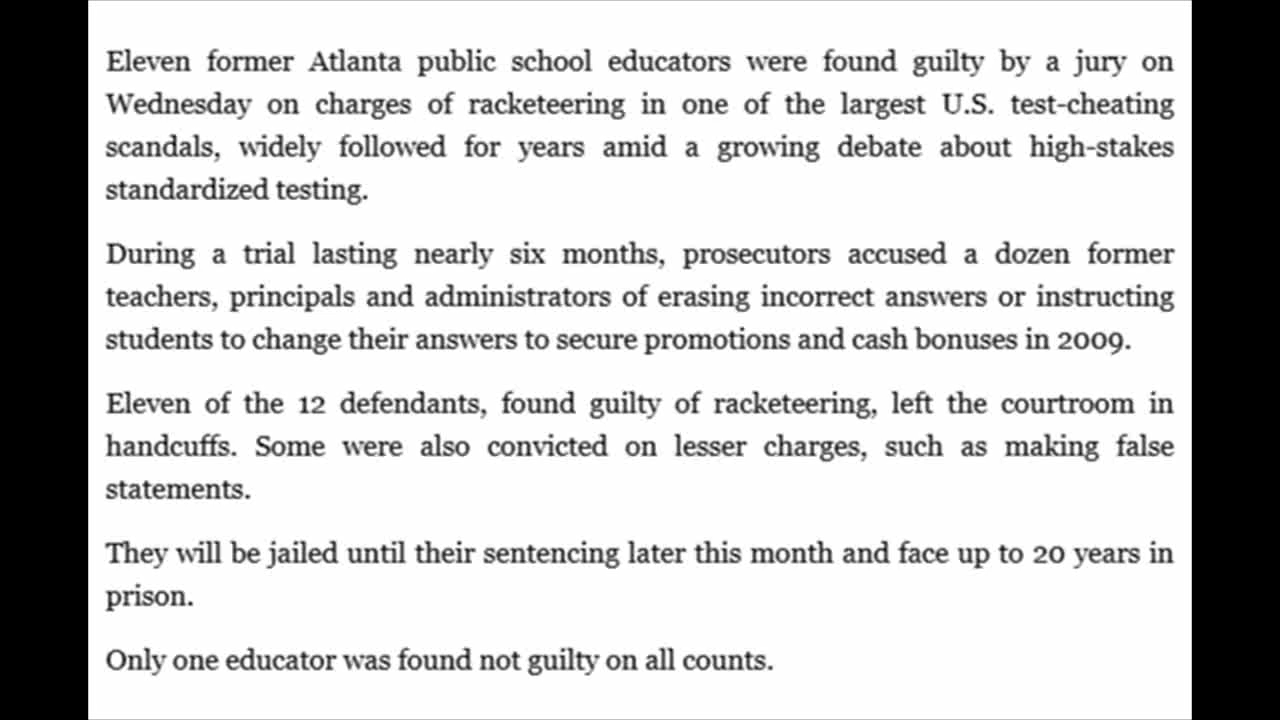 Eleven former Atlanta public school educators were found guilty by a jury on
Wednesday on charges of racketeering in one of the largest U.S. test-cheating
scandals, widely followed for years amid a growing debate about high-stakes
standardized testing.
During a trial lasting nearly six months, prosecutors accused a dozen former
teachers, principals and administrators of erasing incorrect answers or instructing
students to change their answers to secure promotions and cash bonuses in 2009.
Eleven of the 12 defendants, found guilty of racketeering, left the courtroom in
handcuffs. Some were also convicted on lesser charges, such as making false
statements.
They will be jailed until their sentencing later this month and face up to 20 years in
prison.
Only one educator was found not guilty on all counts.